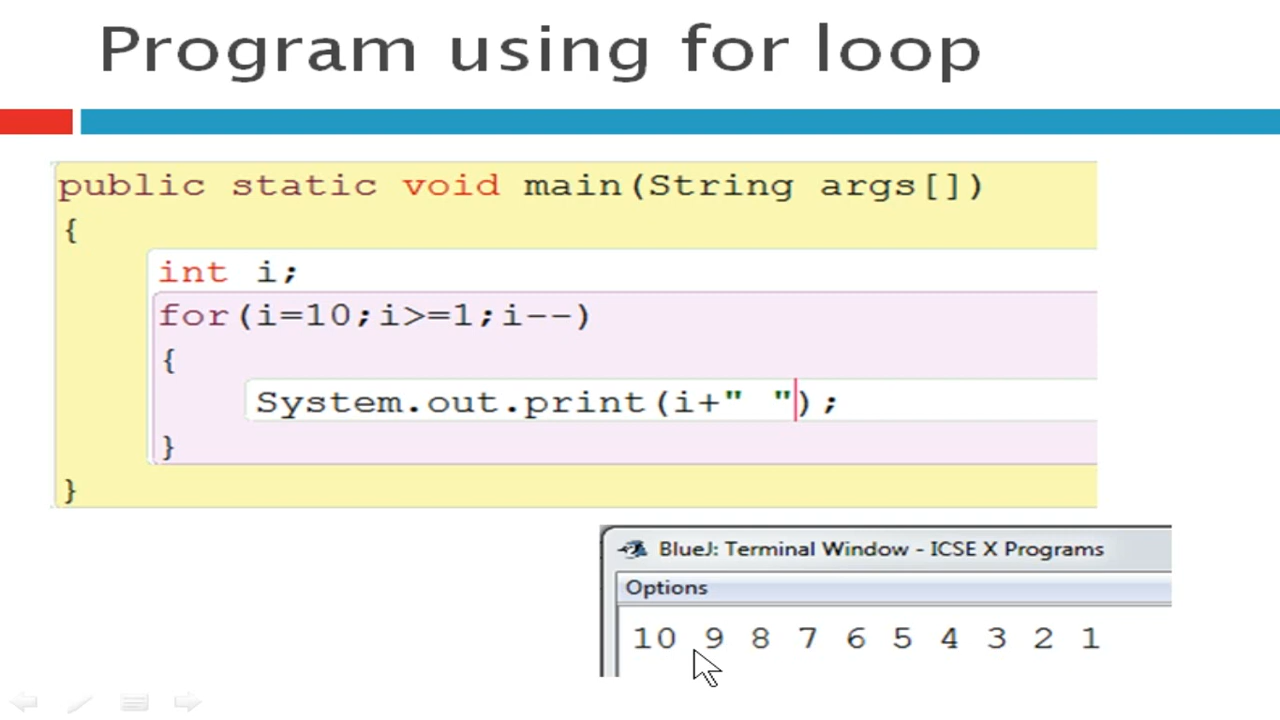 Program using for loop
public static void main(String args[])
{
int i;
for(i=10;i>=1;i--)
{
System.out.print(i+" ");
}
}
BlueJ: Terminal Window - ICSE X Programs
Options
10 9 8 7 6 5 4 3 2 1